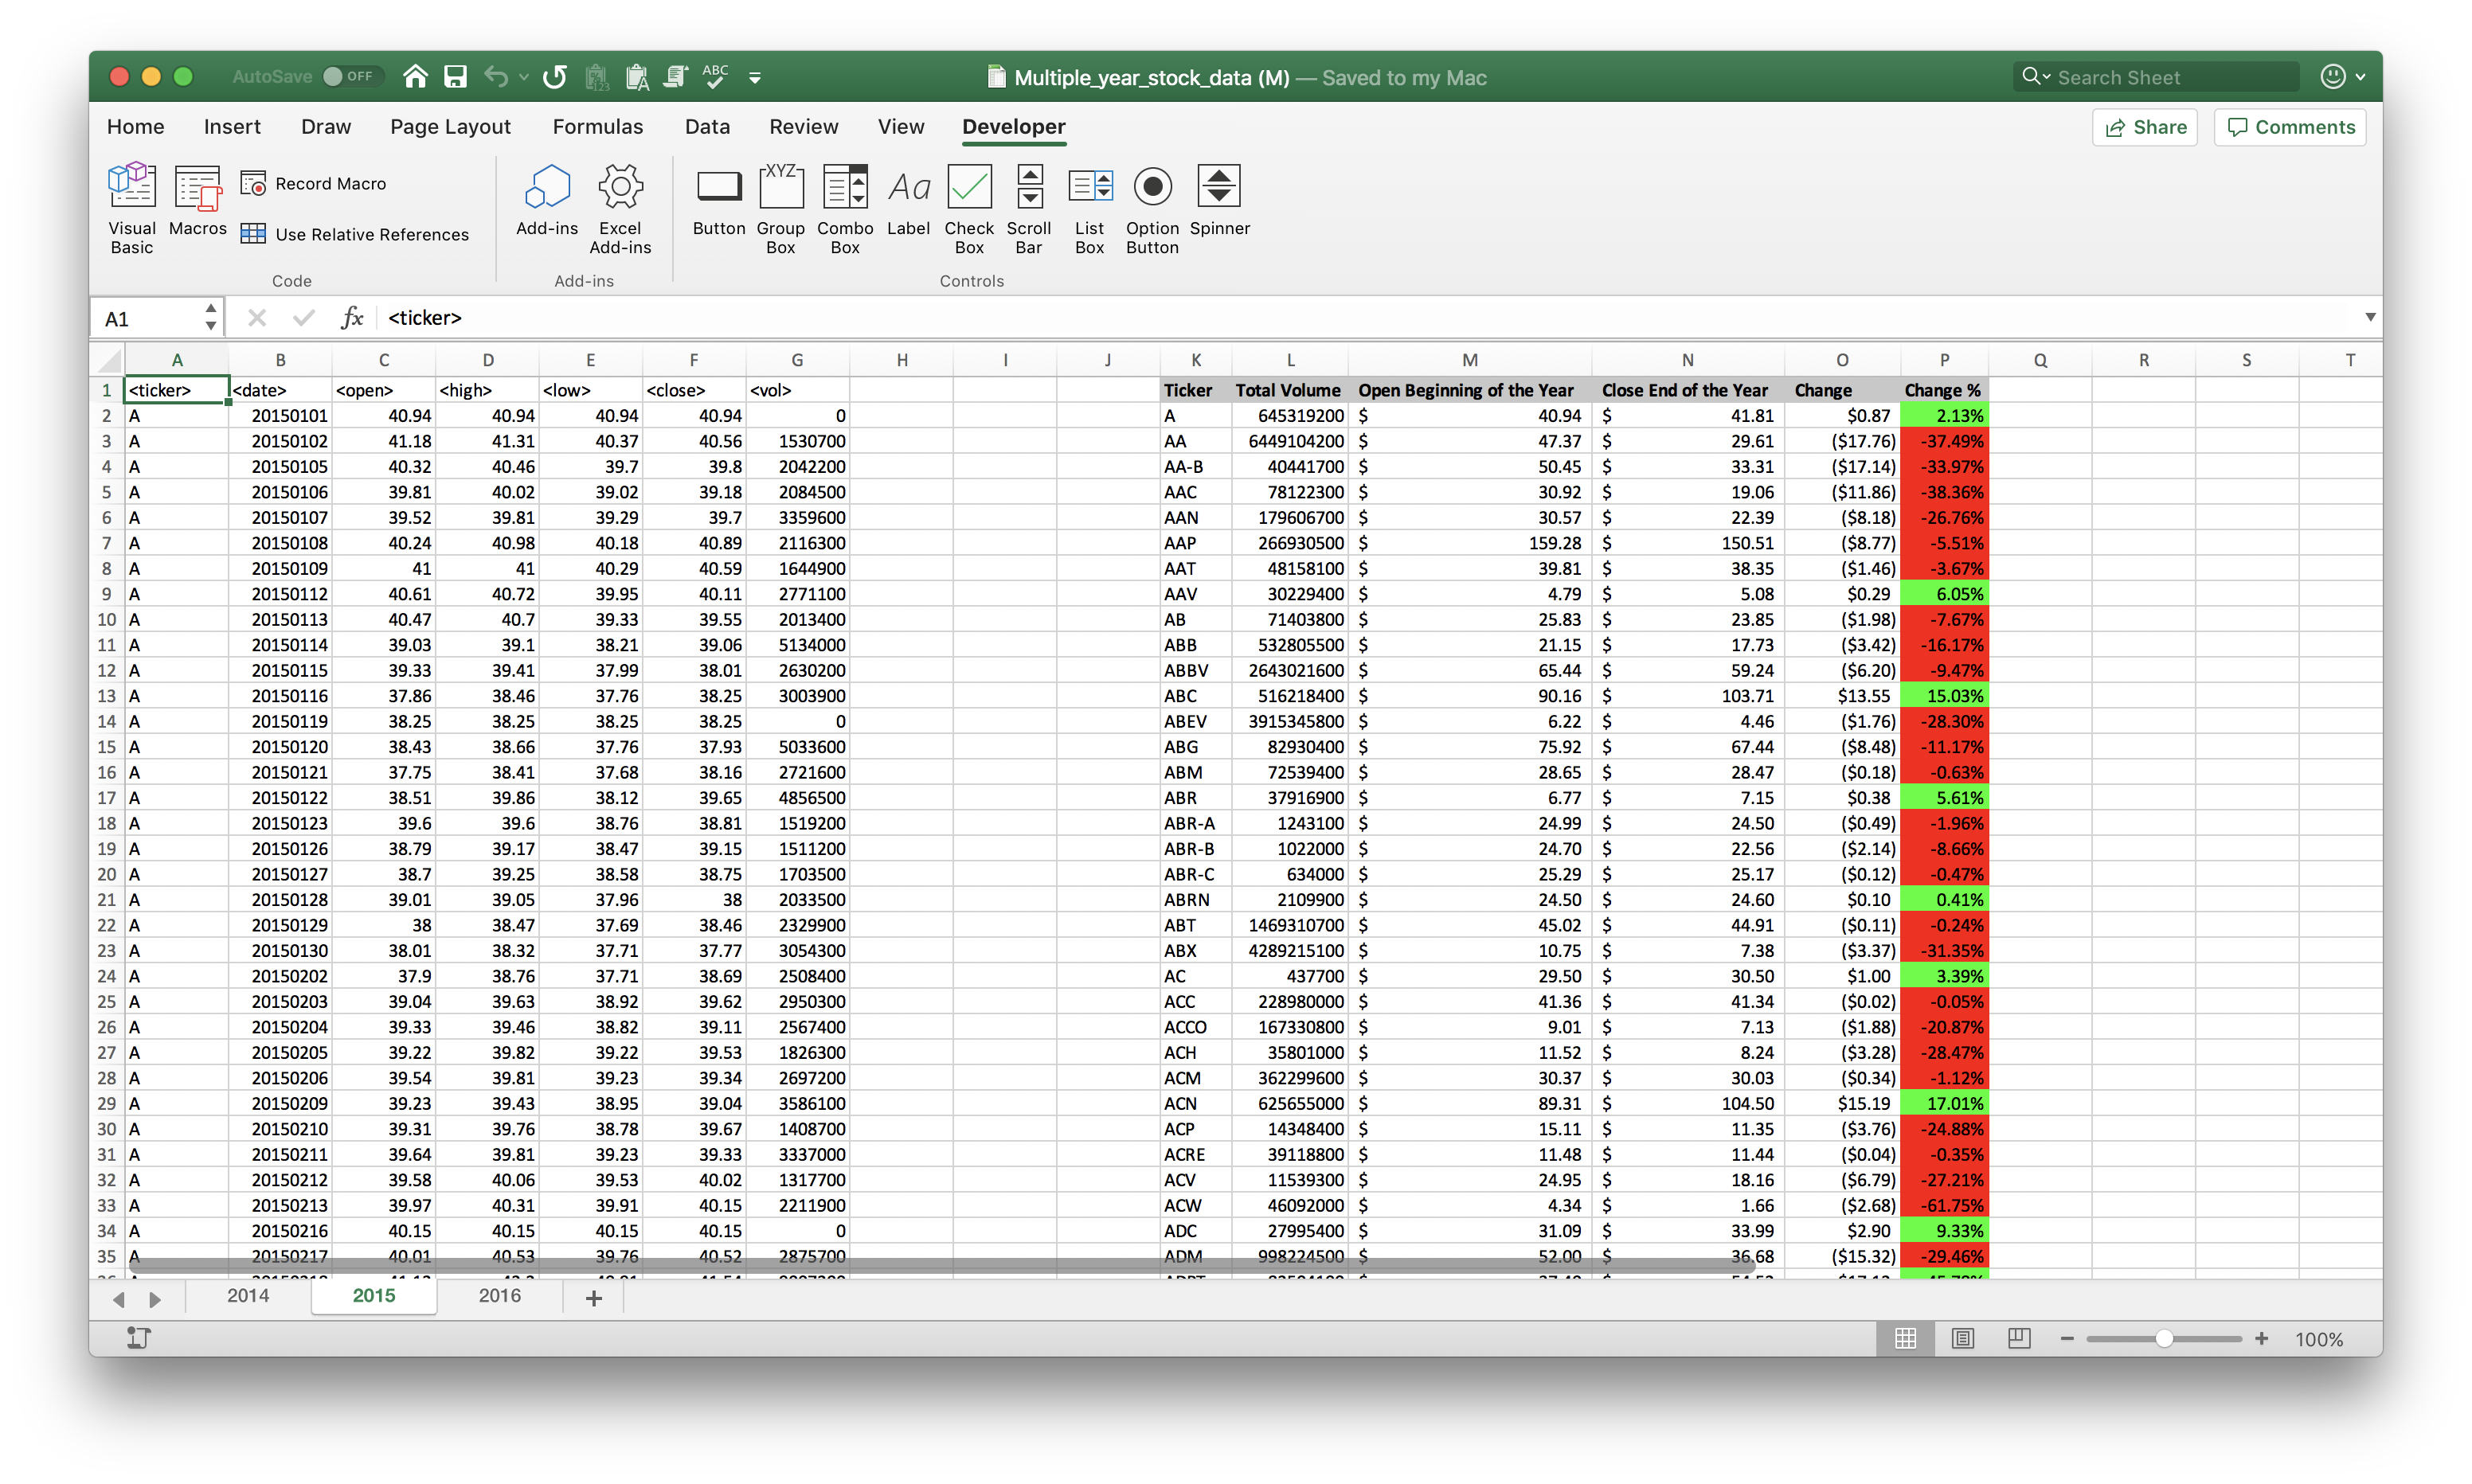 AutoSave OFF ABC Multiple_year_stock_data (M) — Saved to my Mac Search Sheet
Home Insert Draw Page Layout Formulas Data Review View Developer Share Comments
Visual Basic Macros Record Macro Use Relative References Add-ins Excel Add-ins Button XYZ Group Box Combo Box Aa Label Check Box Scroll Bar List Box Option Button Spinner
Code Add-ins Controls
A1 fx <ticker>
A B C D E F G H I J K L M N O P Q R S T
1 <ticker> <date> <open> <high> <low> <close> <vol> Ticker Total Volume Open Beginning of the Year Close End of the Year Change Change %
2 A 20150101 40.94 40.94 40.94 40.94 0 A 645319200 $ 40.94 $ 41.81 $0.87 2.13%
3 A 20150102 41.18 41.31 40.37 40.56 1530700 AA 6449104200 $ 47.37 $ 29.61 ($17.76) -37.49%
4 A 20150105 40.32 40.46 39.7 39.8 2042200 AA-B 40441700 $ 50.45 $ 33.31 ($17.14) -33.97%
5 A 20150106 39.81 40.02 39.02 39.18 2084500 AAC 78122300 $ 30.92 $ 19.06 ($11.86) -38.36%
6 A 20150107 39.52 39.81 39.29 39.7 3359600 AAN 179606700 $ 30.57 $ 22.39 ($8.18) -26.76%
7 A 20150108 40.24 40.98 40.18 40.89 2116300 AAP 266930500 $ 159.28 $ 150.51 ($8.77) -5.51%
8 A 20150109 41 41 40.29 40.59 1644900 AAT 48158100 $ 39.81 $ 38.35 ($1.46) -3.67%
9 A 20150112 40.61 40.72 39.95 40.11 2771100 AAV 30229400 $ 4.79 $ 5.08 $0.29 6.05%
10 A 20150113 40.47 40.7 39.33 39.55 2013400 AB 71403800 $ 25.83 $ 23.85 ($1.98) -7.67%
11 A 20150114 39.03 39.1 38.21 39.06 5134000 ABB 532805500 $ 21.15 $ 17.73 ($3.42) -16.17%
12 A 20150115 39.33 39.41 37.99 38.01 2630200 ABBV 2643021600 $ 65.44 $ 59.24 ($6.20) -9.47%
13 A 20150116 37.86 38.46 37.76 38.25 3003900 ABC 516218400 $ 90.16 $ 103.71 $13.55 15.03%
14 A 20150119 38.25 38.25 38.25 38.25 0 ABEV 3915345800 $ 6.22 $ 4.46 ($1.76) -28.30%
15 A 20150120 38.43 38.66 37.76 37.93 5033600 ABG 82930400 $ 75.92 $ 67.44 ($8.48) -11.17%
16 A 20150121 37.75 38.41 37.68 38.16 2721600 ABM 72539400 $ 28.65 $ 28.47 ($0.18) -0.63%
17 A 20150122 38.51 39.86 38.12 39.65 4856500 ABR 37916900 $ 6.77 $ 7.15 $0.38 5.61%
18 A 20150123 39.6 39.6 38.76 38.81 1519200 ABR-A 1243100 $ 24.99 $ 24.50 ($0.49) -1.96%
19 A 20150126 38.79 39.17 38.47 39.15 1511200 ABR-B 1022000 $ 24.70 $ 22.56 ($2.14) -8.66%
20 A 20150127 38.7 39.25 38.58 38.75 1703500 ABR-C 634000 $ 25.29 $ 25.17 ($0.12) -0.47%
21 A 20150128 39.01 39.05 37.96 38 2033500 ABRN 2109900 $ 24.50 $ 24.60 $0.10 0.41%
22 A 20150129 38 38.47 37.69 38.46 2329900 ABT 1469310700 $ 45.02 $ 44.91 ($0.11) -0.24%
23 A 20150130 38.01 38.32 37.71 37.77 3054300 ABX 4289215100 $ 10.75 $ 7.38 ($3.37) -31.35%
24 A 20150202 37.9 38.76 37.71 38.69 2508400 AC 437700 $ 29.50 $ 30.50 $1.00 3.39%
25 A 20150203 39.04 39.63 38.92 39.62 2950300 ACC 228980000 $ 41.36 $ 41.34 ($0.02) -0.05%
26 A 20150204 39.33 39.46 38.82 39.11 2567400 ACCO 167330800 $ 9.01 $ 7.13 ($1.88) -20.87%
27 A 20150205 39.22 39.82 39.22 39.53 1826300 ACH 35801000 $ 11.52 $ 8.24 ($3.28) -28.47%
28 A 20150206 39.54 39.81 39.23 39.34 2697200 ACM 362299600 $ 30.37 $ 30.03 ($0.34) -1.12%
29 A 20150209 39.23 39.43 38.95 39.04 3586100 ACN 625655000 $ 89.31 $ 104.50 $15.19 17.01%
30 A 20150210 39.31 39.76 38.78 39.67 1408700 ACP 14348400 $ 15.11 $ 11.35 ($3.76) -24.88%
31 A 20150211 39.64 39.81 39.23 39.33 3337000 ACRE 39118800 $ 11.48 $ 11.44 ($0.04) -0.35%
32 A 20150212 39.58 40.06 39.53 40.02 1317700 ACV 11539300 $ 24.95 $ 18.16 ($6.79) -27.21%
33 A 20150213 39.97 40.31 39.91 40.15 2211900 ACW 46092000 $ 4.34 $ 1.66 ($2.68) -61.75%
34 A 20150216 40.15 40.15 40.15 40.15 0 ADC 27995400 $ 31.09 $ 33.99 $2.90 9.33%
35 A 20150217 40.01 40.53 39.76 40.52 2875700 ADM 998224500 $ 52.00 $ 36.68 ($15.32) -29.46%
2014 2015 2016
100%